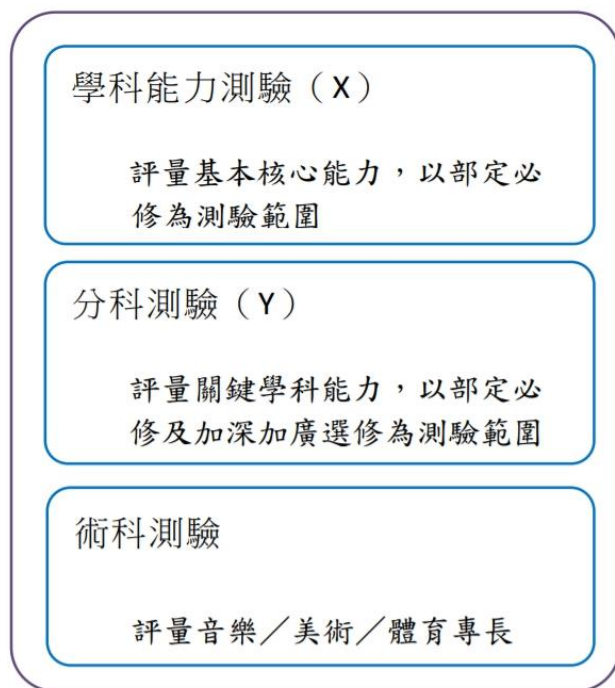 學科能力測驗（X）
評量基本核心能力，以部定必
修為測驗範圍
分科測驗（Y）
評量關鍵學科能力，以部定必
修及加深加廣選修為測驗範圍
術科測驗
評量音樂／美術／體育專長